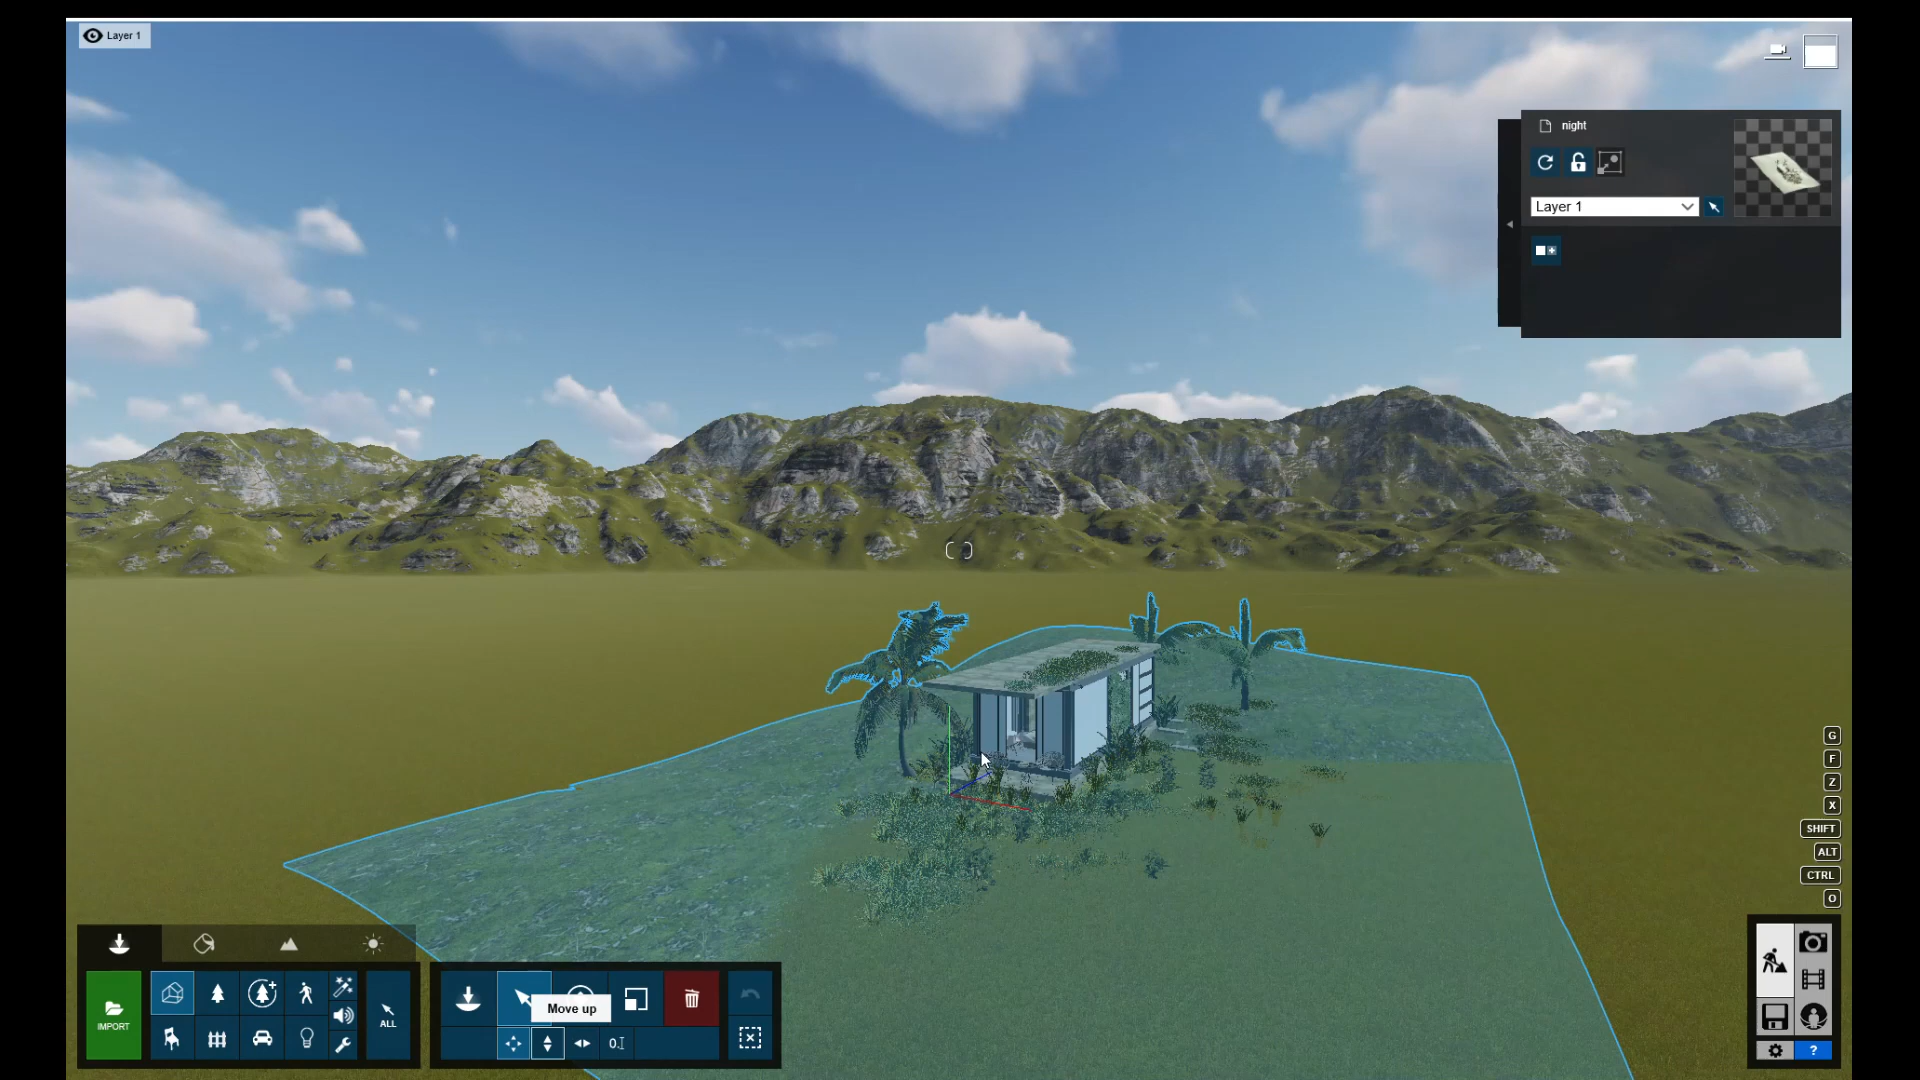 Layer 1
night
Layer 1
G
F
Z
X
SHIFT
ALT
CTRL
O
IMPORT
ALL
Move up
0.
?